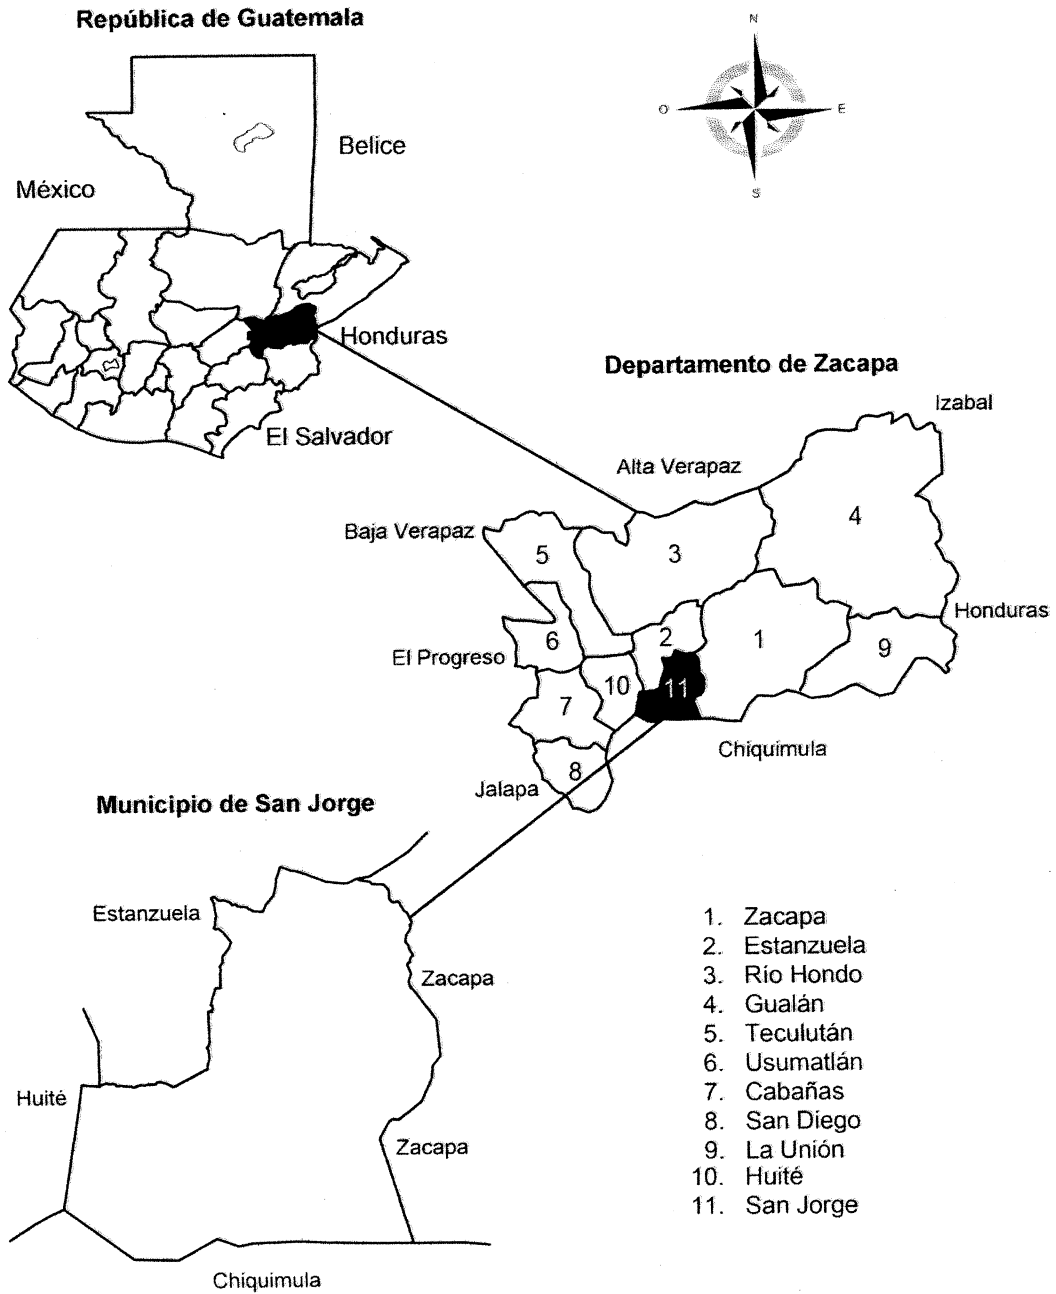 República de Guatemala
N
O
E
S
Belice
México
Honduras
El Salvador
Departamento de Zacapa
Izabal
Alta Verapaz
Baja Verapaz
4
5
3
Honduras
2
1
6
9
El Progreso
10
11
7
Chiquimula
8
Jalapa
Municipio de San Jorge
Estanzuela
Zacapa
Huité
Zacapa
Chiquimula
1. Zacapa
2. Estanzuela
3. Río Hondo
4. Gualán
5. Teculután
6. Usumatlán
7. Cabañas
8. San Diego
9. La Unión
10. Huité
11. San Jorge